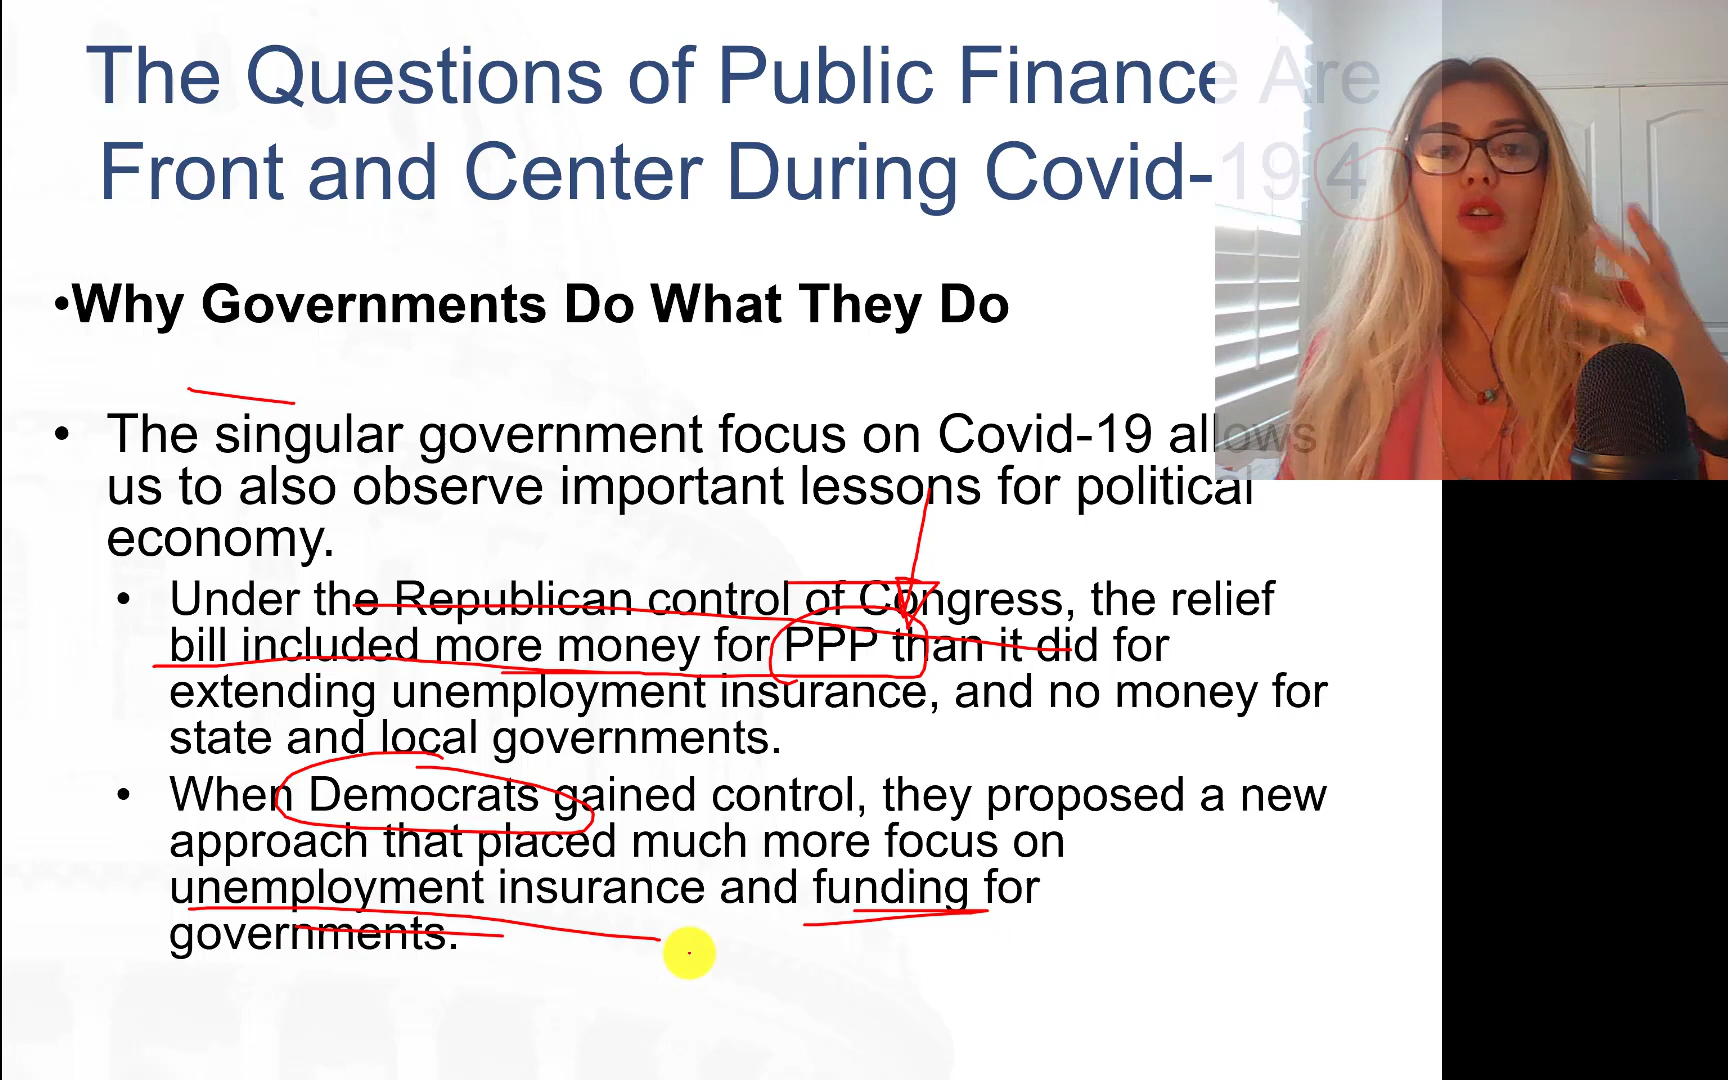 The Questions of Public Finance Are
Front and Center During Covid-19 4
•Why Governments Do What They Do
• The singular government focus on Covid-19 allows
us to also observe important lessons for political
economy.
• Under the Republican control of Congress, the relief
bill included more money for PPP than it did for
extending unemployment insurance, and no money for
state and local governments.
• When Democrats gained control, they proposed a new
approach that placed much more focus on
unemployment insurance and funding for
governments.